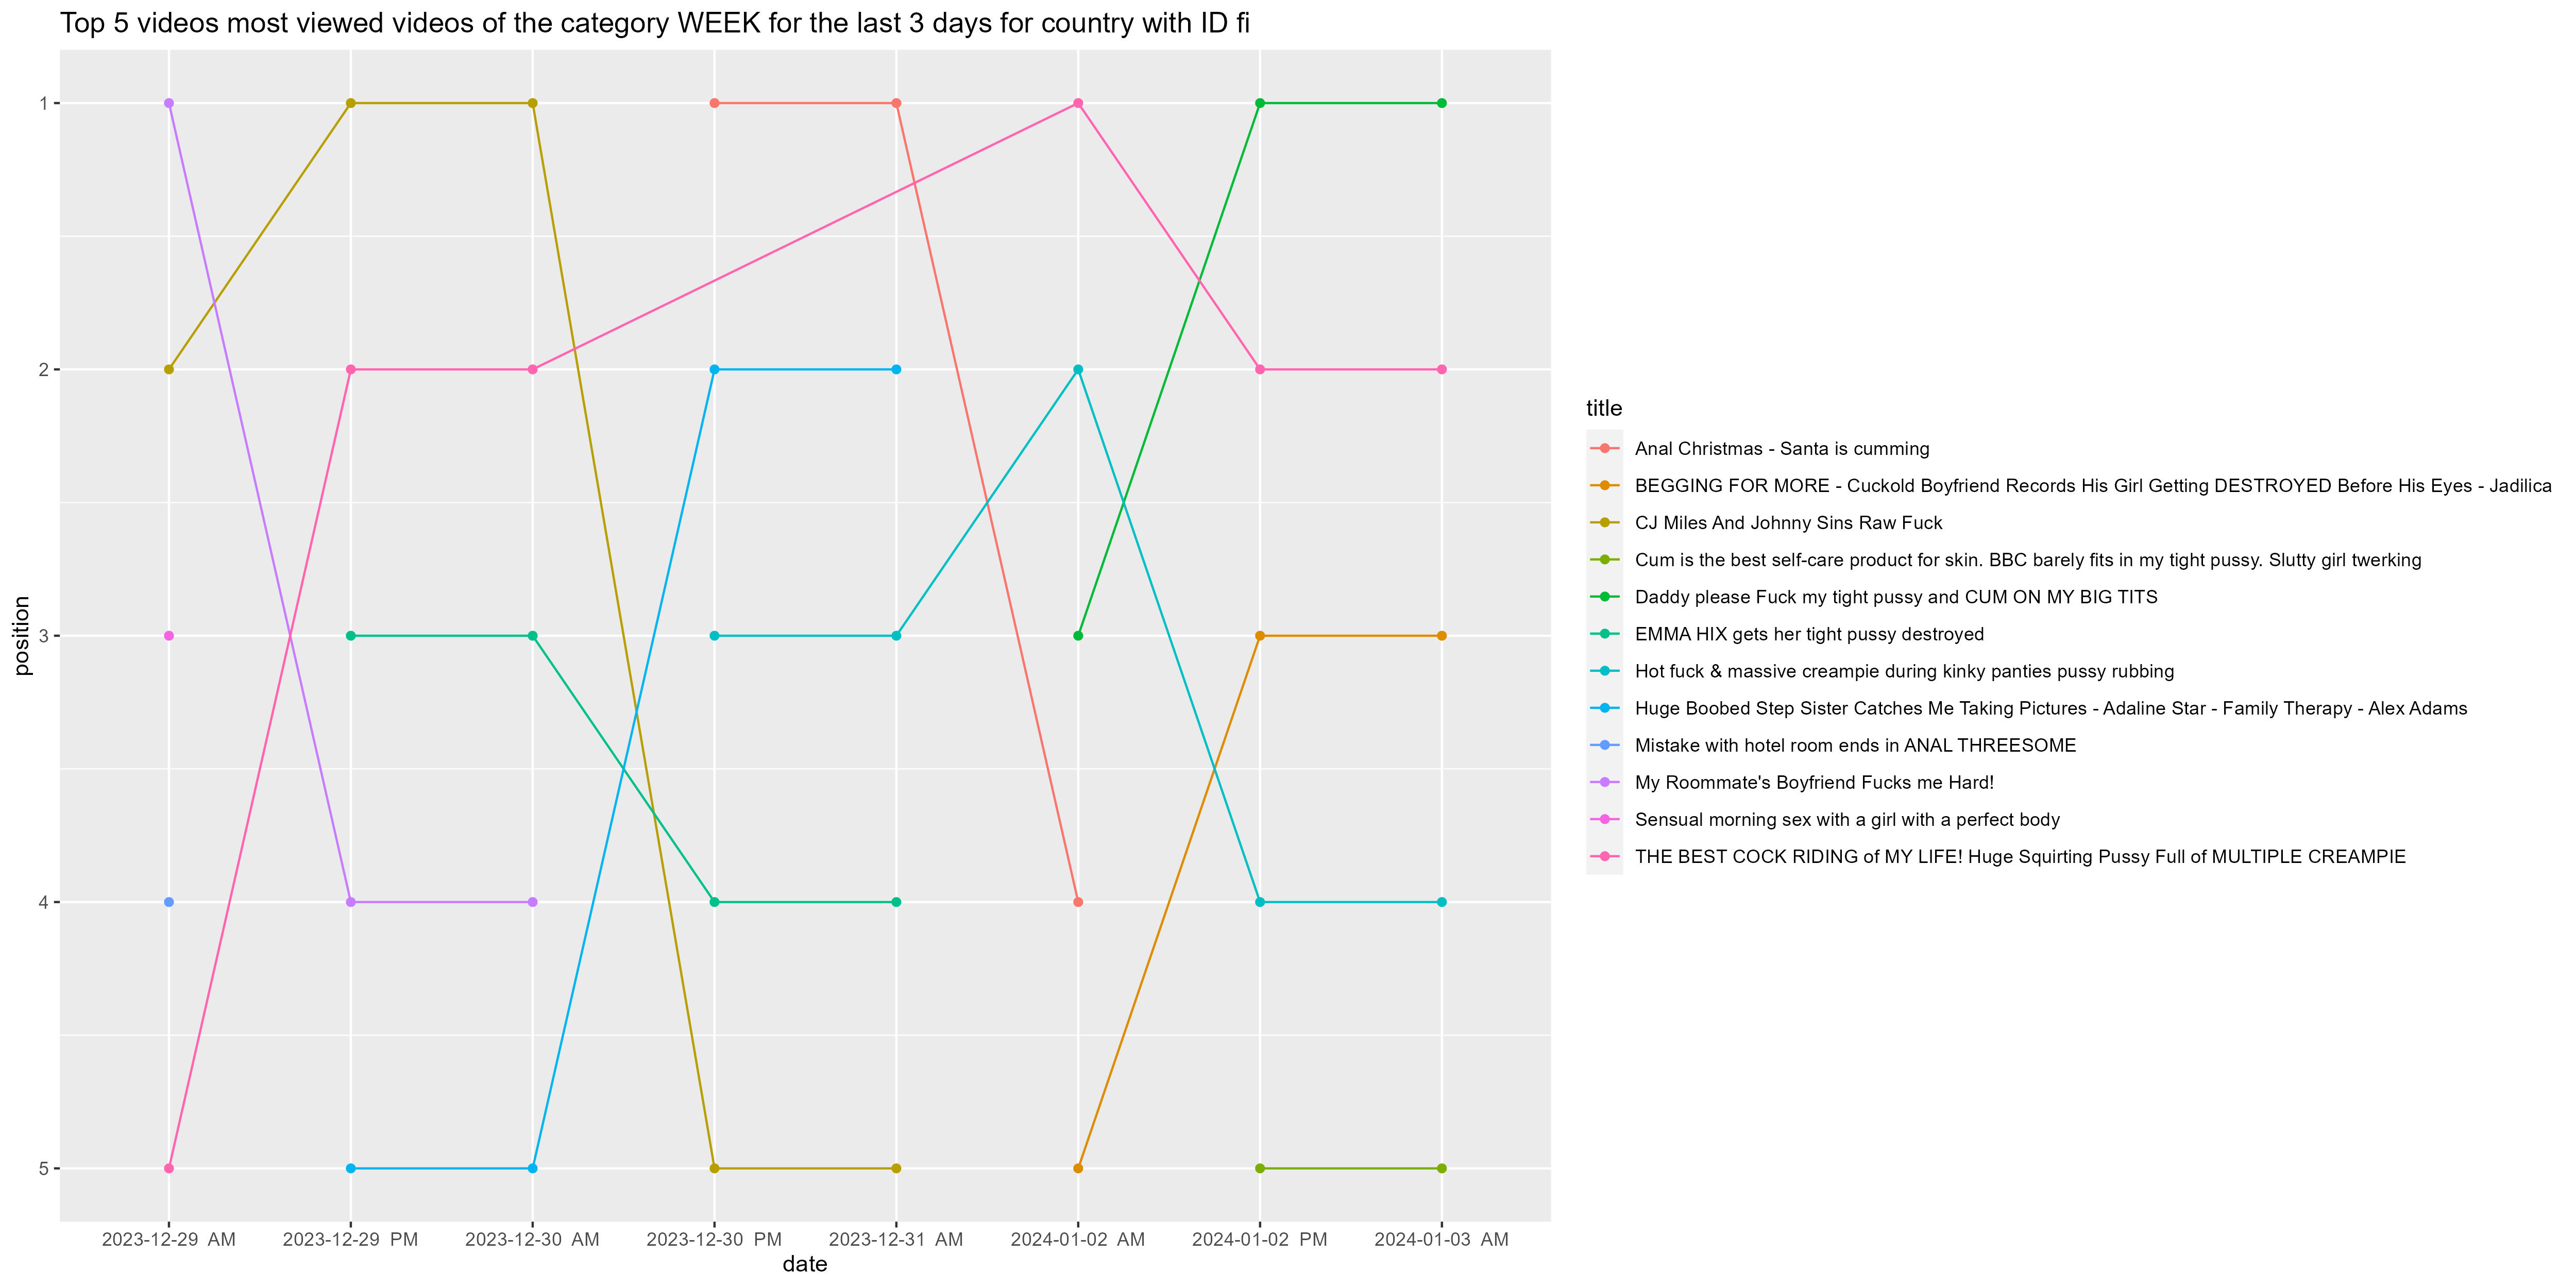 Top 5 videos most viewed videos of the category WEEK for the last 3 days for country with ID fi
position
1
2
3
4
5
2023-12-29 AM
2023-12-29 PM
2023-12-30 AM
2023-12-30 PM
2023-12-31 AM
2024-01-02 AM
2024-01-02 PM
2024-01-03 AM
date
title
Anal Christmas - Santa is cumming
BEGGING FOR MORE - Cuckold Boyfriend Records His Girl Getting DESTROYED Before His Eyes - Jadilica
CJ Miles And Johnny Sins Raw Fuck
Cum is the best self-care product for skin. BBC barely fits in my tight pussy. Slutty girl twerking
Daddy please Fuck my tight pussy and CUM ON MY BIG TITS
EMMA HIX gets her tight pussy destroyed
Hot fuck & massive creampie during kinky panties pussy rubbing
Huge Boobed Step Sister Catches Me Taking Pictures - Adaline Star - Family Therapy - Alex Adams
Mistake with hotel room ends in ANAL THREESOME
My Roommate's Boyfriend Fucks me Hard!
Sensual morning sex with a girl with a perfect body
THE BEST COCK RIDING of MY LIFE! Huge Squirting Pussy Full of MULTIPLE CREAMPIE